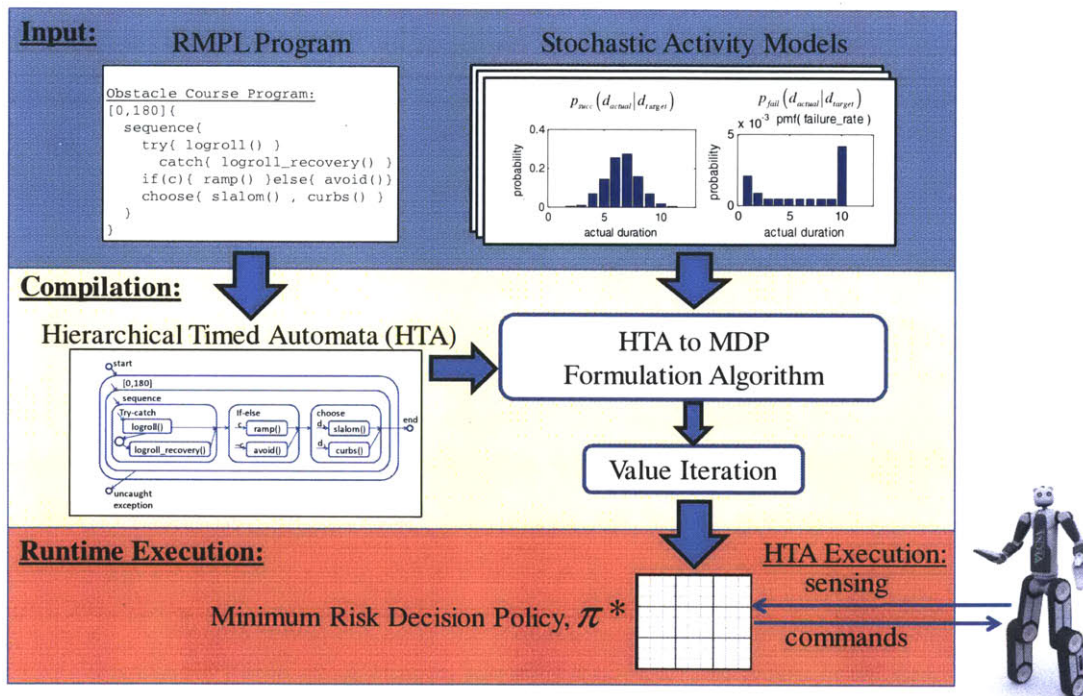 Input:
RMPL Program
Obstacle Course Program:
[0,180]{
sequence{
try{ logroll() }
catch{ logroll_recovery() }
if(c){ ramp() }else{ avoid()}
choose{ slalom() , curbs() }
}
}
Stochastic Activity Models
p_succ(d_actual|d_target)
0.4
0.2
0
probability
0 5 10
actual duration
p_fail(d_actual|d_target)
x 10^-3 pmf( failure_rate )
5
0
probability
0 5 10
actual duration
Compilation:
Hierarchical Timed Automata (HTA)
start
[0,180]
sequence
Try-catch
logroll()
logroll_recovery()
If-else
c
ramp()
avoid()
choose
slalom()
curbs()
end
uncaught
exception
HTA to MDP
Formulation Algorithm
Value Iteration
Runtime Execution:
Minimum Risk Decision Policy, π*
HTA Execution:
sensing
commands